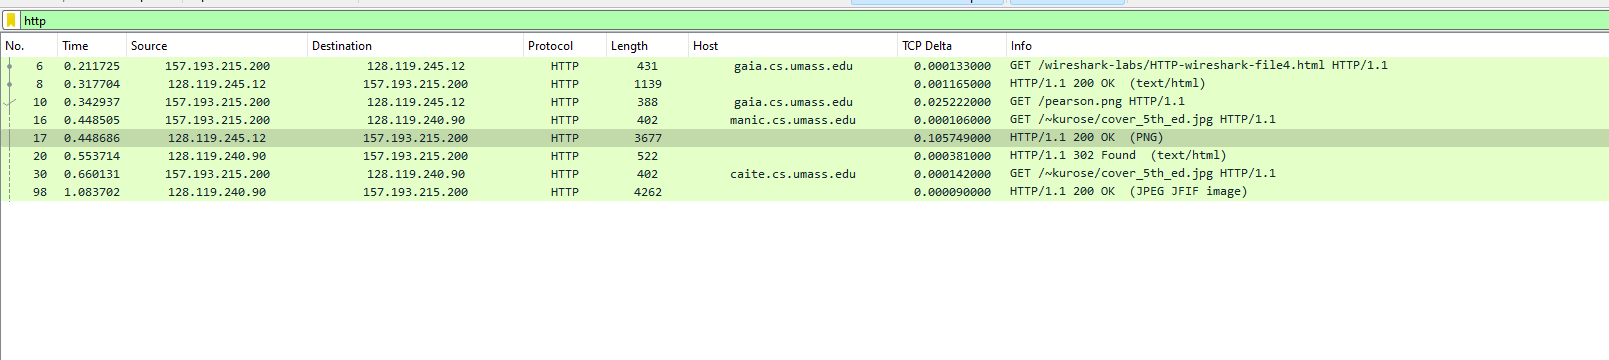 http
No. Time Source Destination Protocol Length Host TCP Delta Info
6 0.211725 157.193.215.200 128.119.245.12 HTTP 431 gaia.cs.umass.edu 0.000133000 GET /wireshark-labs/HTTP-wireshark-file4.html HTTP/1.1
8 0.317704 128.119.245.12 157.193.215.200 HTTP 1139 0.001165000 HTTP/1.1 200 OK (text/html)
10 0.342937 157.193.215.200 128.119.245.12 HTTP 388 gaia.cs.umass.edu 0.025222000 GET /pearson.png HTTP/1.1
16 0.448505 157.193.215.200 128.119.240.90 HTTP 402 manic.cs.umass.edu 0.000106000 GET /~kurose/cover_5th_ed.jpg HTTP/1.1
17 0.448686 128.119.245.12 157.193.215.200 HTTP 3677 0.105749000 HTTP/1.1 200 OK (PNG)
20 0.553714 128.119.240.90 157.193.215.200 HTTP 522 0.000381000 HTTP/1.1 302 Found (text/html)
30 0.660131 157.193.215.200 128.119.240.90 HTTP 402 caite.cs.umass.edu 0.000142000 GET /~kurose/cover_5th_ed.jpg HTTP/1.1
98 1.083702 128.119.240.90 157.193.215.200 HTTP 4262 0.000090000 HTTP/1.1 200 OK (JPEG JFIF image)